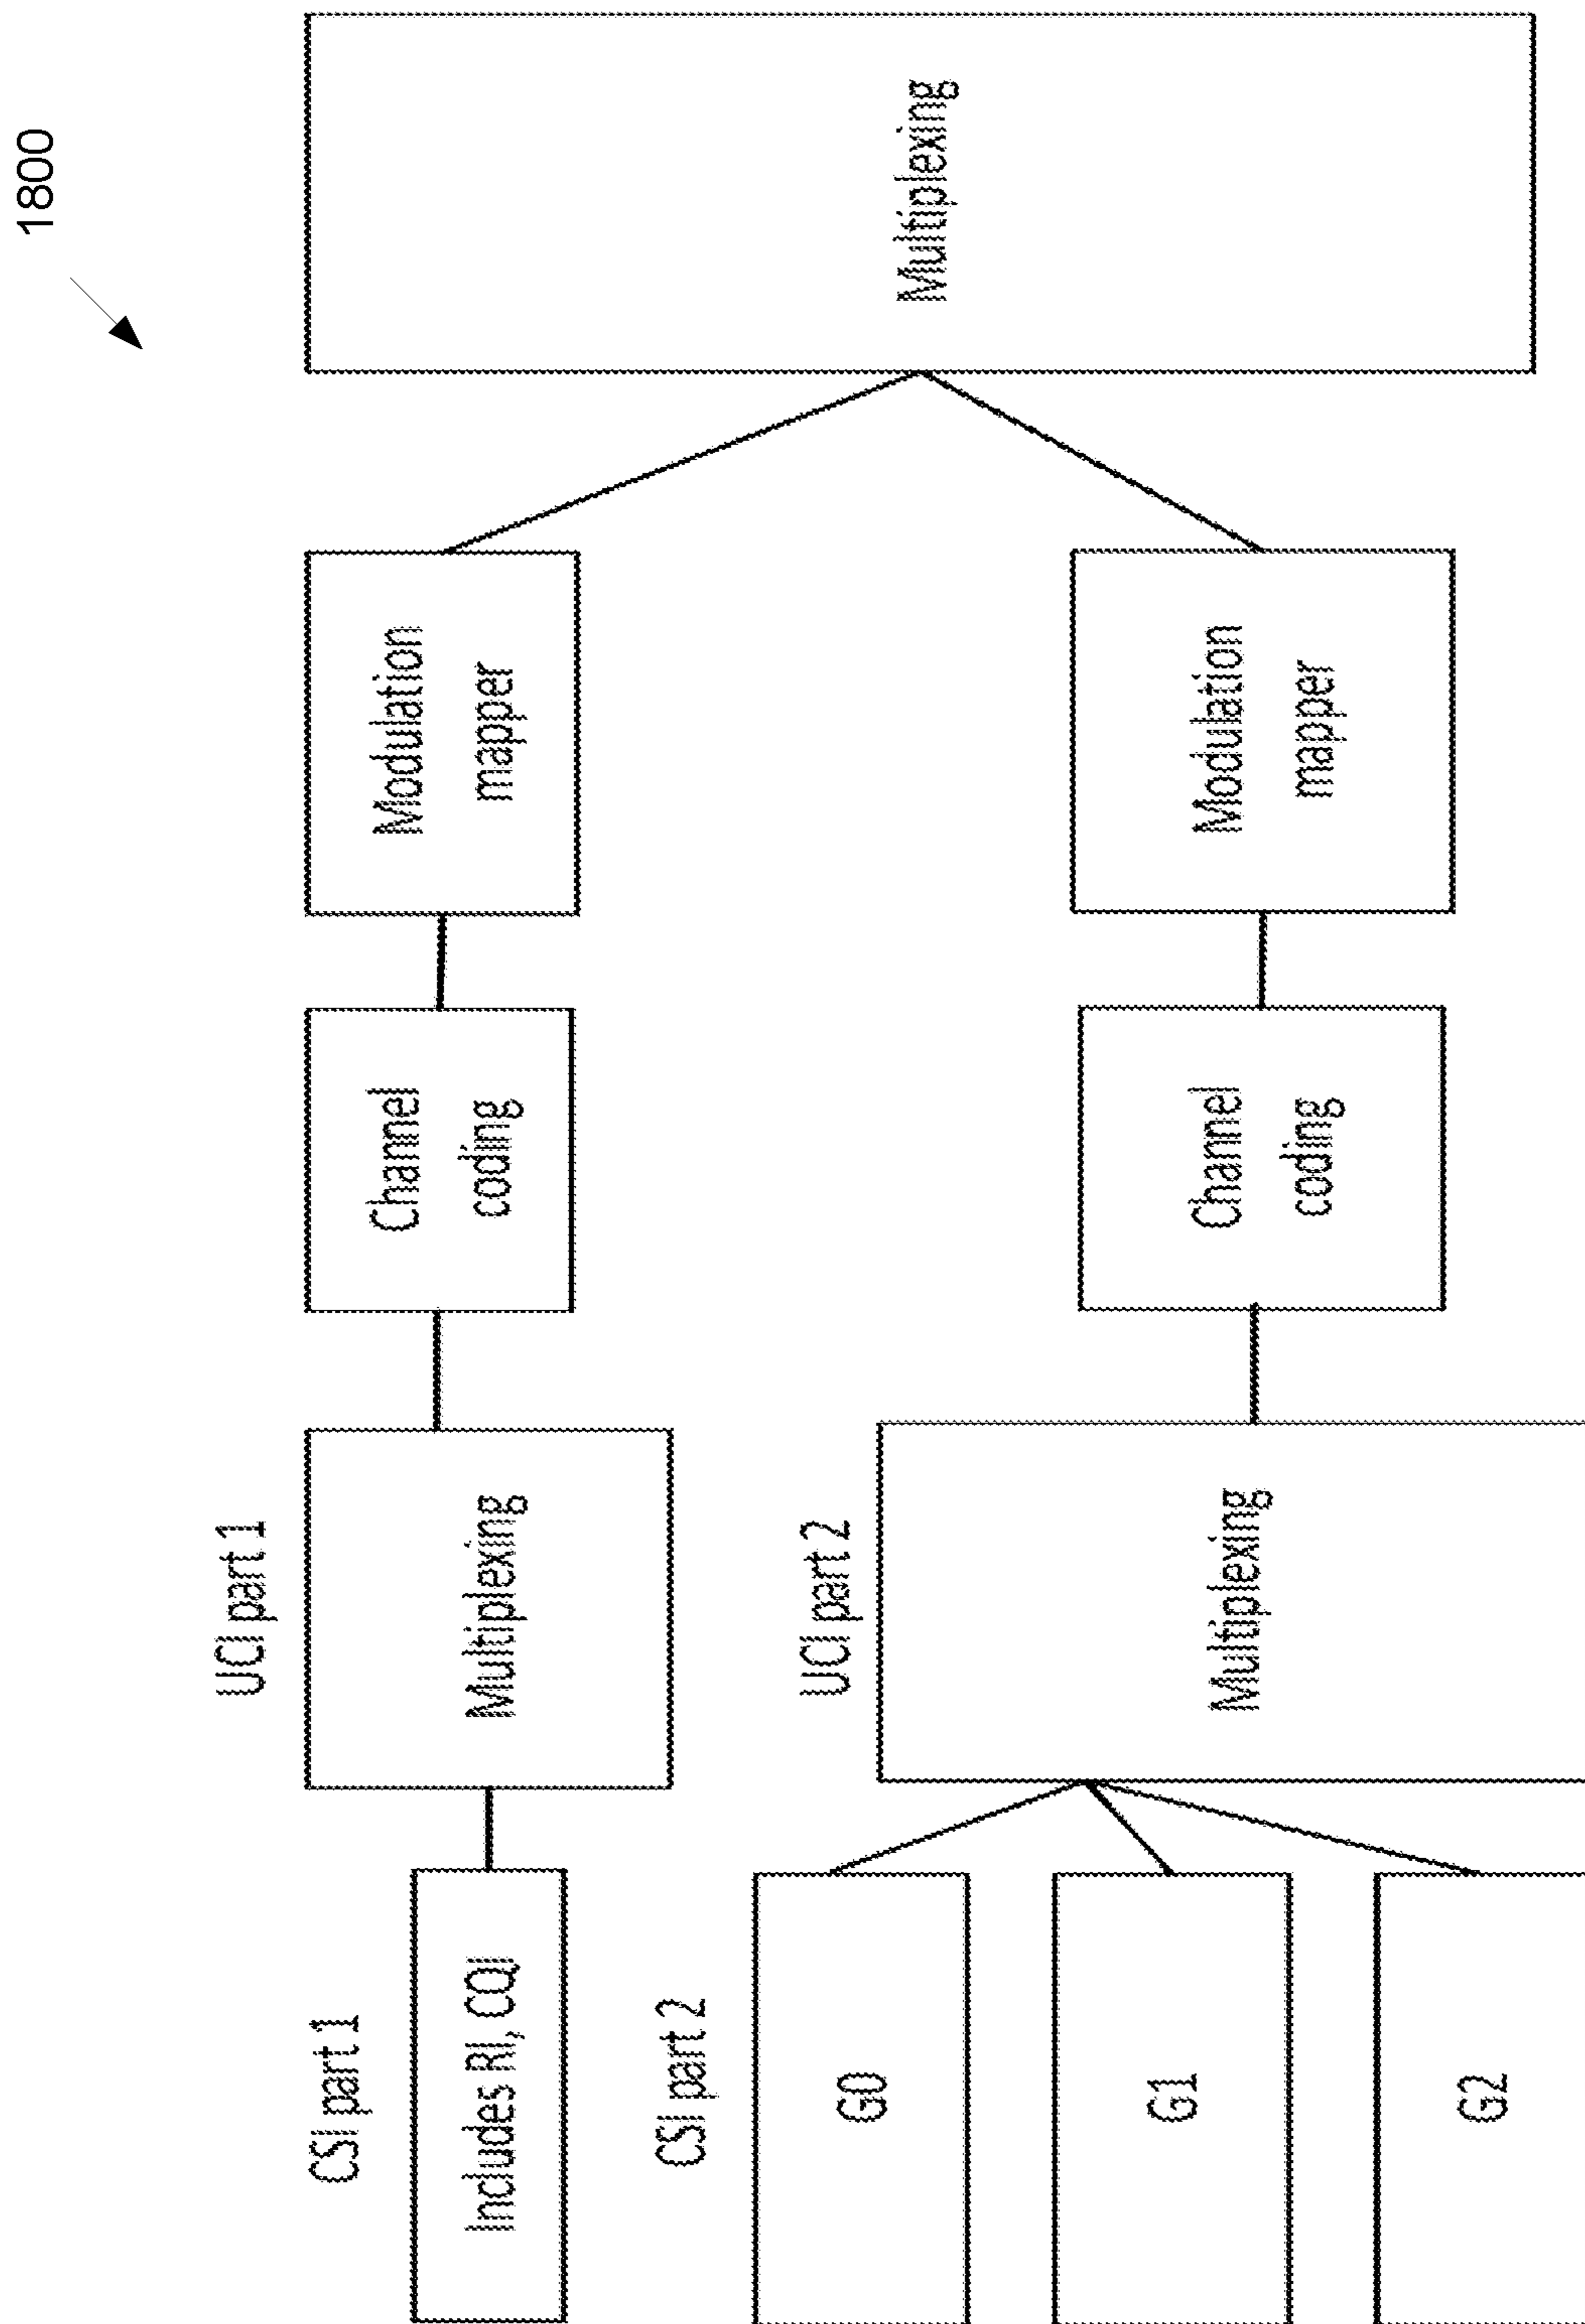 1800
CSI part 1
Includes RI, CQI
UCI part 1
Multiplexing
Channel
coding
Modulation
mapper
Multiplexing
CSI part 2
G0
G1
G2
UCI part 2
Multiplexing
Channel
coding
Modulation
mapper